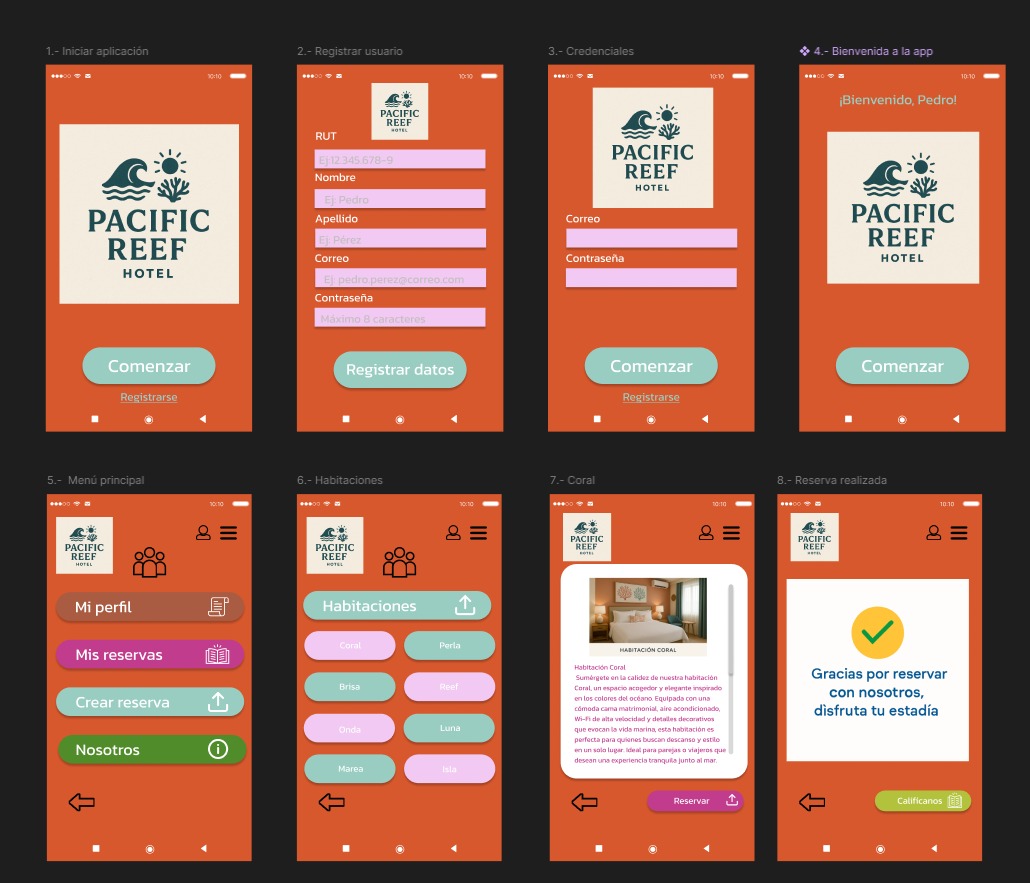 1.- Iniciar aplicación
10:10
PACIFIC
REEF
HOTEL
Comenzar
Registrarse
2.- Registrar usuario
10:10
PACIFIC
REEF
HOTEL
RUT
Ej:12.345.678-9
Nombre
Ej: Pedro
Apellido
Ej: Pérez
Correo
Ej: pedro.perez@correo.com
Contraseña
Máximo 8 caracteres
Registrar datos
3.- Credenciales
10:10
PACIFIC
REEF
HOTEL
Correo
Contraseña
Comenzar
Registrarse
4.- Bienvenida a la app
10:10
¡Bienvenido, Pedro!
PACIFIC
REEF
HOTEL
Comenzar
5.- Menú principal
10:10
PACIFIC
REEF
HOTEL
Mi perfil
Mis reservas
Crear reserva
Nosotros
6.- Habitaciones
10:10
PACIFIC
REEF
HOTEL
Habitaciones
Coral
Perla
Brisa
Reef
Onda
Luna
Marea
Isla
7.- Coral
10:10
PACIFIC
REEF
HOTEL
HABITACIÓN CORAL
Habitación Coral
Sumérgete en la calidez de nuestra habitación
Coral, un espacio acogedor y elegante inspirado
en los colores del océano. Equipada con una
cómoda cama matrimonial, aire acondicionado,
Wi-Fi de alta velocidad y detalles decorativos
que evocan la vida marina, esta habitación es
perfecta para quienes buscan descanso y estilo
en un solo lugar. Ideal para parejas o viajeros que
desean una experiencia tranquila junto al mar.
Reservar
8.- Reserva realizada
10:10
PACIFIC
REEF
HOTEL
Gracias por reservar
con nosotros,
disfruta tu estadía
Calificanos